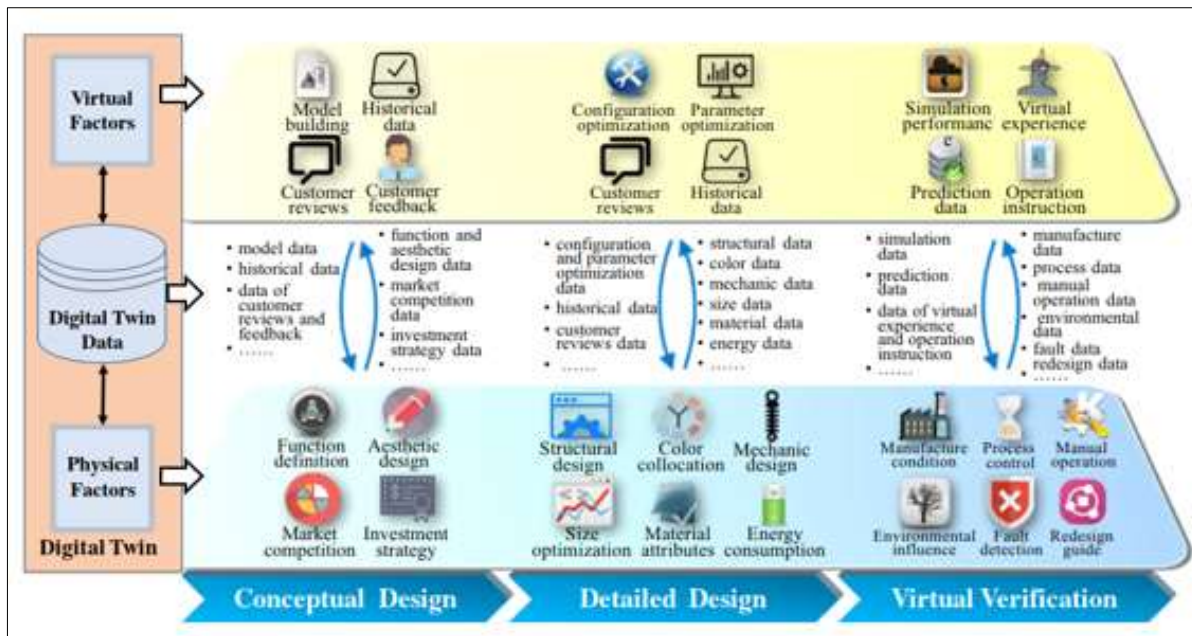 Virtual
Factors
Digital Twin
Data
Physical
Factors
Digital Twin
Model
building
Historical
data
Customer
reviews
Customer
feedback
Configuration
optimization
Parameter
optimization
Customer
reviews
Historical
data
Simulation
performanc
Virtual
experience
Prediction
data
Operation
instruction
• model data
• historical data
• data of
customer
reviews and
feedback
• ……
• function and
aesthetic
design data
• market
competition
data
• investment
strategy data
• ……
• configuration
and parameter
optimization
data
• historical data
• customer
reviews data
• ……
• structural data
• color data
• mechanic data
• size data
• material data
• energy data
• ……
• simulation
data
• prediction
data
• data of virtual
experience
and operation
instruction
• ……
• manufacture
data
• process data
• manual
operation data
• environmental
data
• fault data
redesign data
• ……
Function
definition
Aesthetic
design
Market
competition
Investment
strategy
Structural
design
Color
collocation
Mechanic
design
Size
optimization
Material
attributes
Energy
consumption
Manufacture
condition
Process
control
Manual
operation
Environmental
influence
Fault
detection
Redesign
guide
Conceptual Design
Detailed Design
Virtual Verification